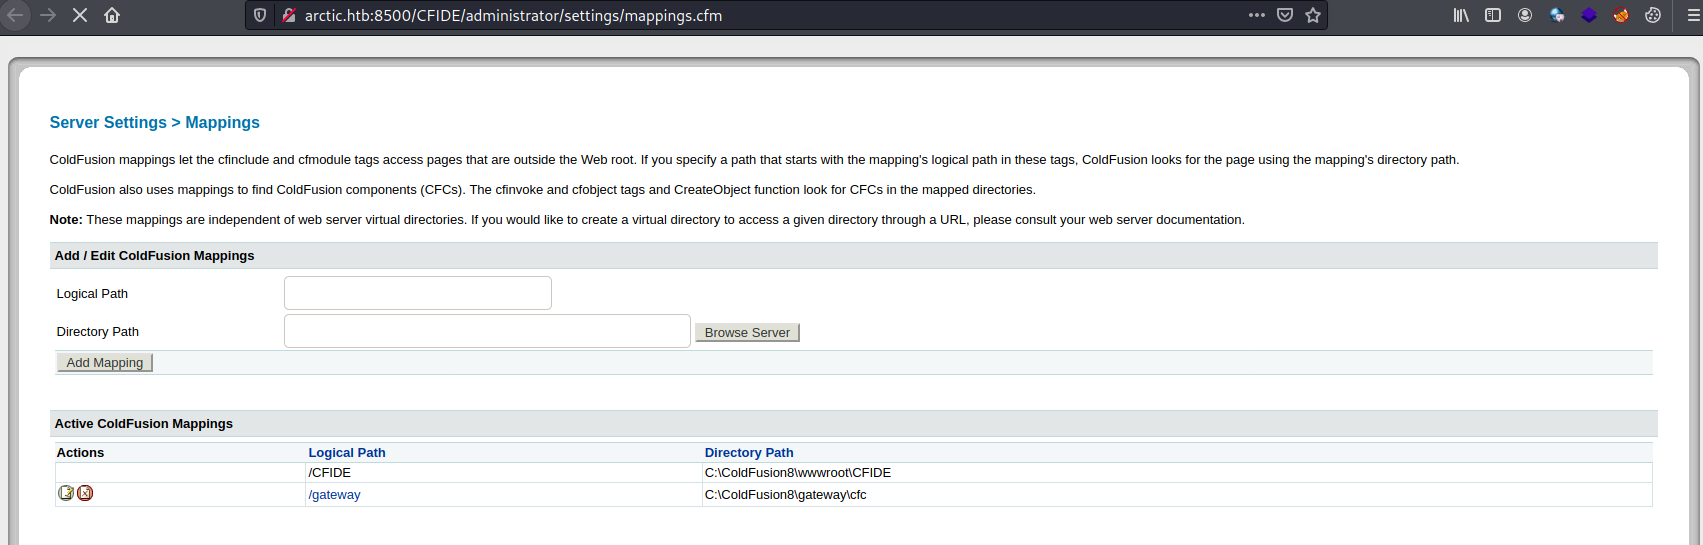 arctic.htb:8500/CFIDE/administrator/settings/mappings.cfm
Server Settings > Mappings
ColdFusion mappings let the cfinclude and cfmodule tags access pages that are outside the Web root. If you specify a path that starts with the mapping's logical path in these tags, ColdFusion looks for the page using the mapping's directory path.
ColdFusion also uses mappings to find ColdFusion components (CFCs). The cfinvoke and cfobject tags and CreateObject function look for CFCs in the mapped directories.
Note: These mappings are independent of web server virtual directories. If you would like to create a virtual directory to access a given directory through a URL, please consult your web server documentation.
Add / Edit ColdFusion Mappings
Logical Path
Directory Path Browse Server
Add Mapping
Active ColdFusion Mappings
Actions Logical Path Directory Path
/CFIDE C:\ColdFusion8\wwwroot\CFIDE
/gateway C:\ColdFusion8\gateway\cfc